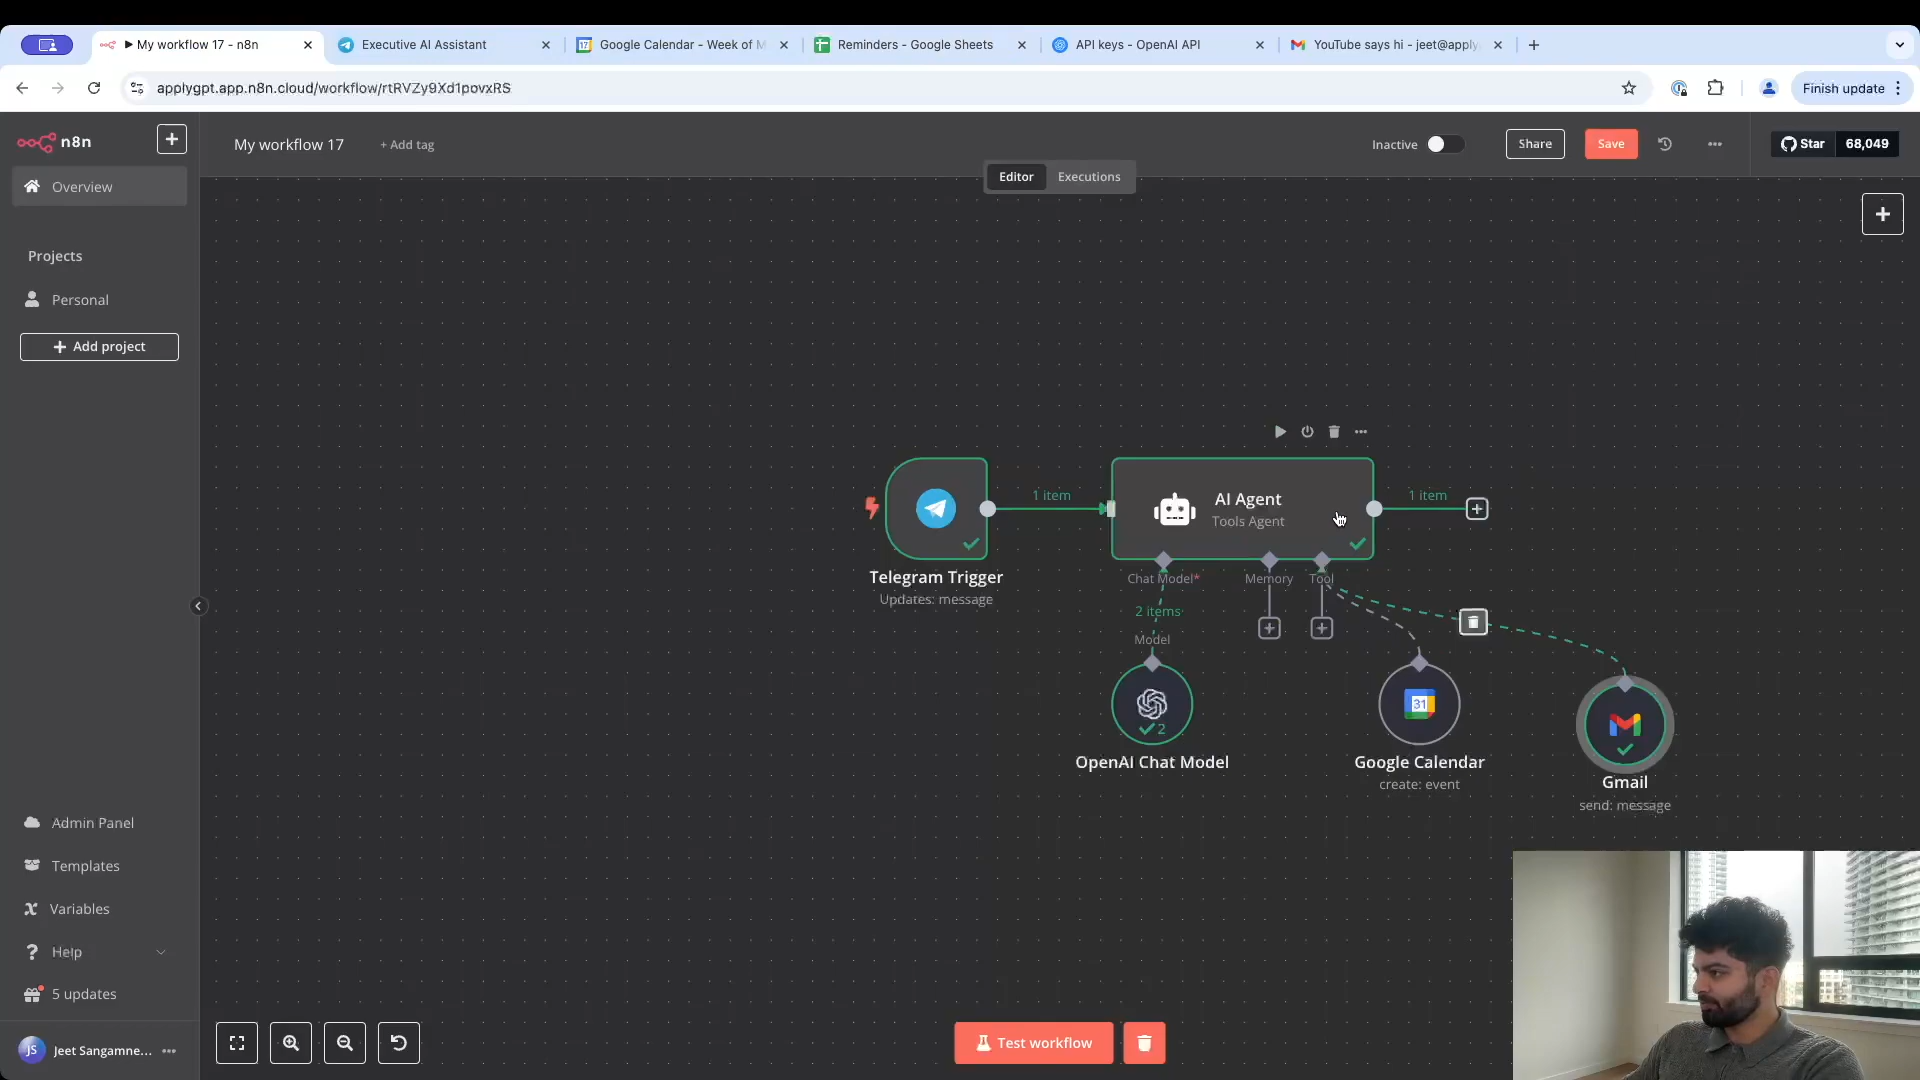 My workflow 17 - n8n
Executive AI Assistant
Google Calendar - Week of M
Reminders - Google Sheets
API keys - OpenAI API
YouTube says hi - jeet@apply
applygpt.app.n8n.cloud/workflow/rtRVZy9Xd1povxRS
Finish update
n8n
My workflow 17
+ Add tag
Inactive
Share
Save
Star
68,049
Editor
Executions
Overview
Projects
Personal
Add project
1 item
AI Agent
Tools Agent
1 item
Telegram Trigger
Updates: message
Chat Model*
Memory
Tool
2 items
Model
31
2
OpenAI Chat Model
Google Calendar
create: event
Gmail
send: message
Admin Panel
Templates
Variables
Help
5 updates
JS
Jeet Sangamne...
Test workflow